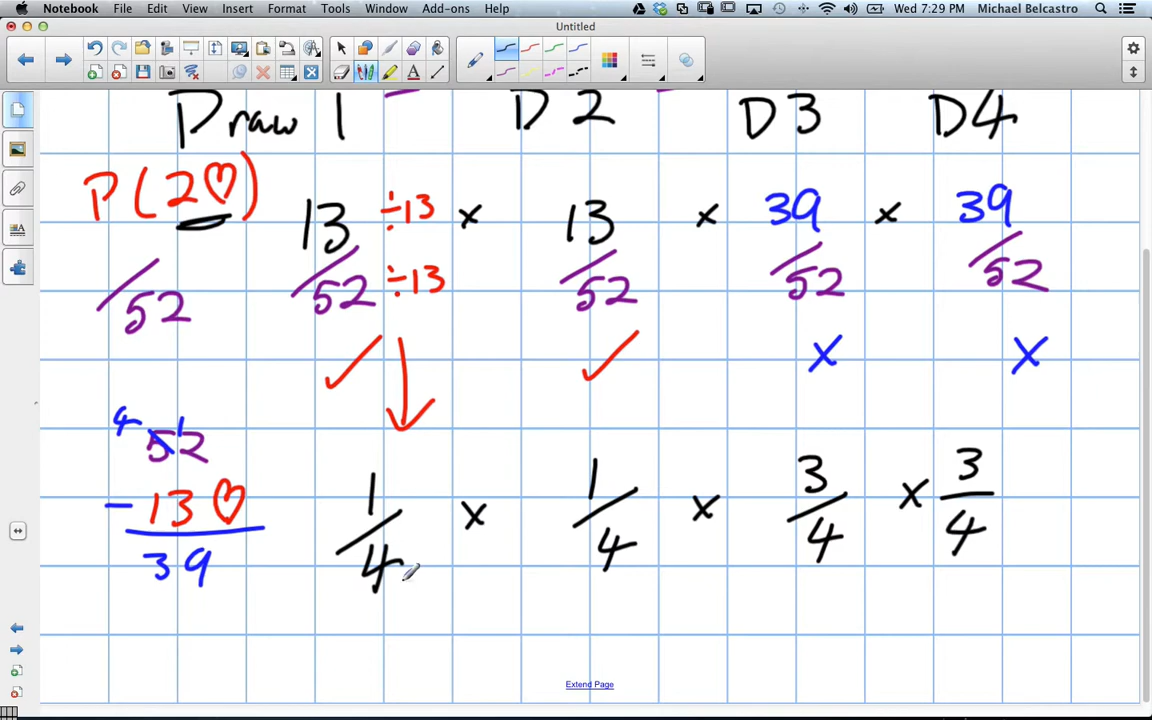 Notebook File Edit View Insert Format Tools Window Add-ons Help Wed 7:29 PM Michael Belcastro
Untitled
Draw 1 D2 D3 D4
P(2♡) 13 ÷13 × 13 × 39 × 39
/52 /52 ÷13 /52 /52 /52
✓ ✓ x x
4 1
52
- 13 ♡
39
1/4 × 1/4 × 3/4 × 3/4
Extend Page